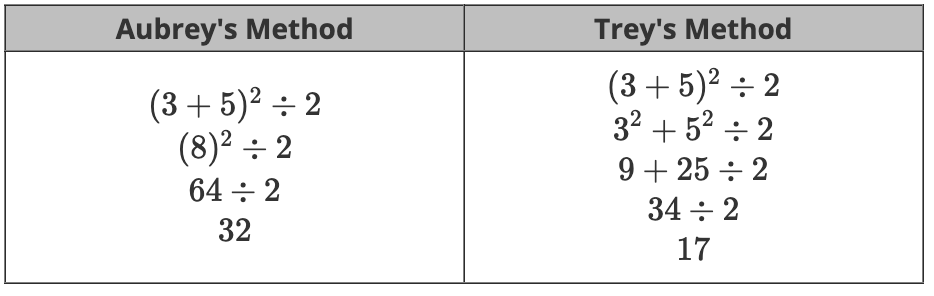 Aubrey's Method
Trey's Method
(3 + 5)² ÷ 2
(8)² ÷ 2
64 ÷ 2
32
(3 + 5)² ÷ 2
3² + 5² ÷ 2
9 + 25 ÷ 2
34 ÷ 2
17